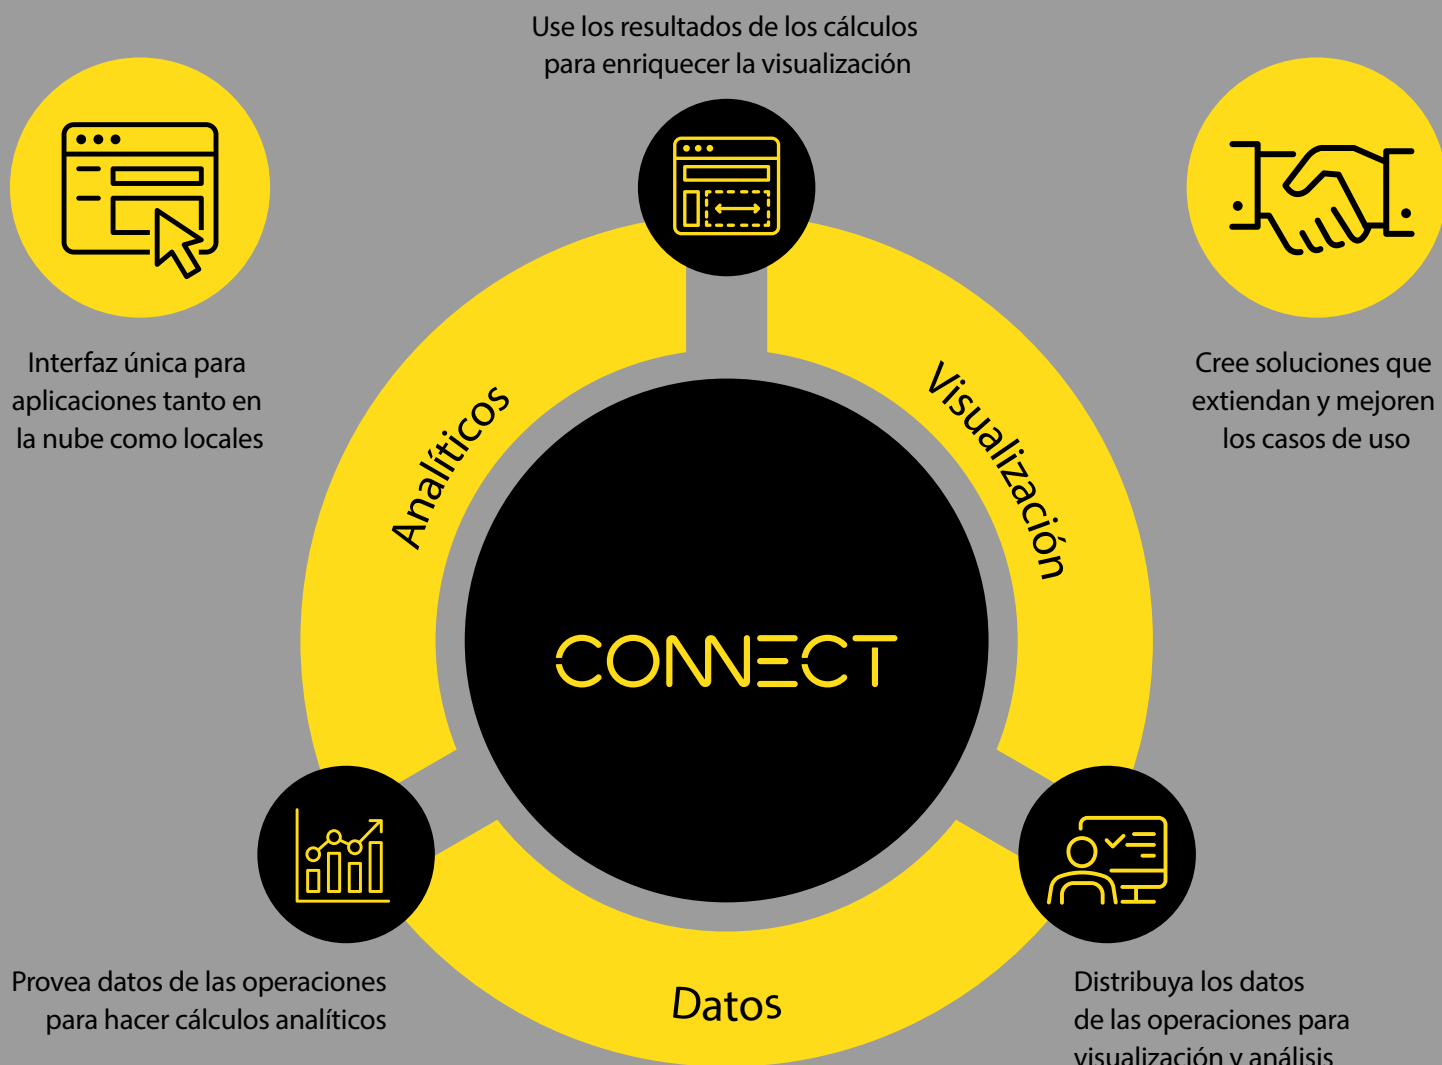 Use los resultados de los cálculos
para enriquecer la visualización
Interfaz única para
aplicaciones tanto en
la nube como locales
Cree soluciones que
extiendan y mejoren
los casos de uso
Analíticos
Visualización
CONNECT
Datos
Provea datos de las operaciones
para hacer cálculos analíticos
Distribuya los datos
de las operaciones para
visualización y análisis